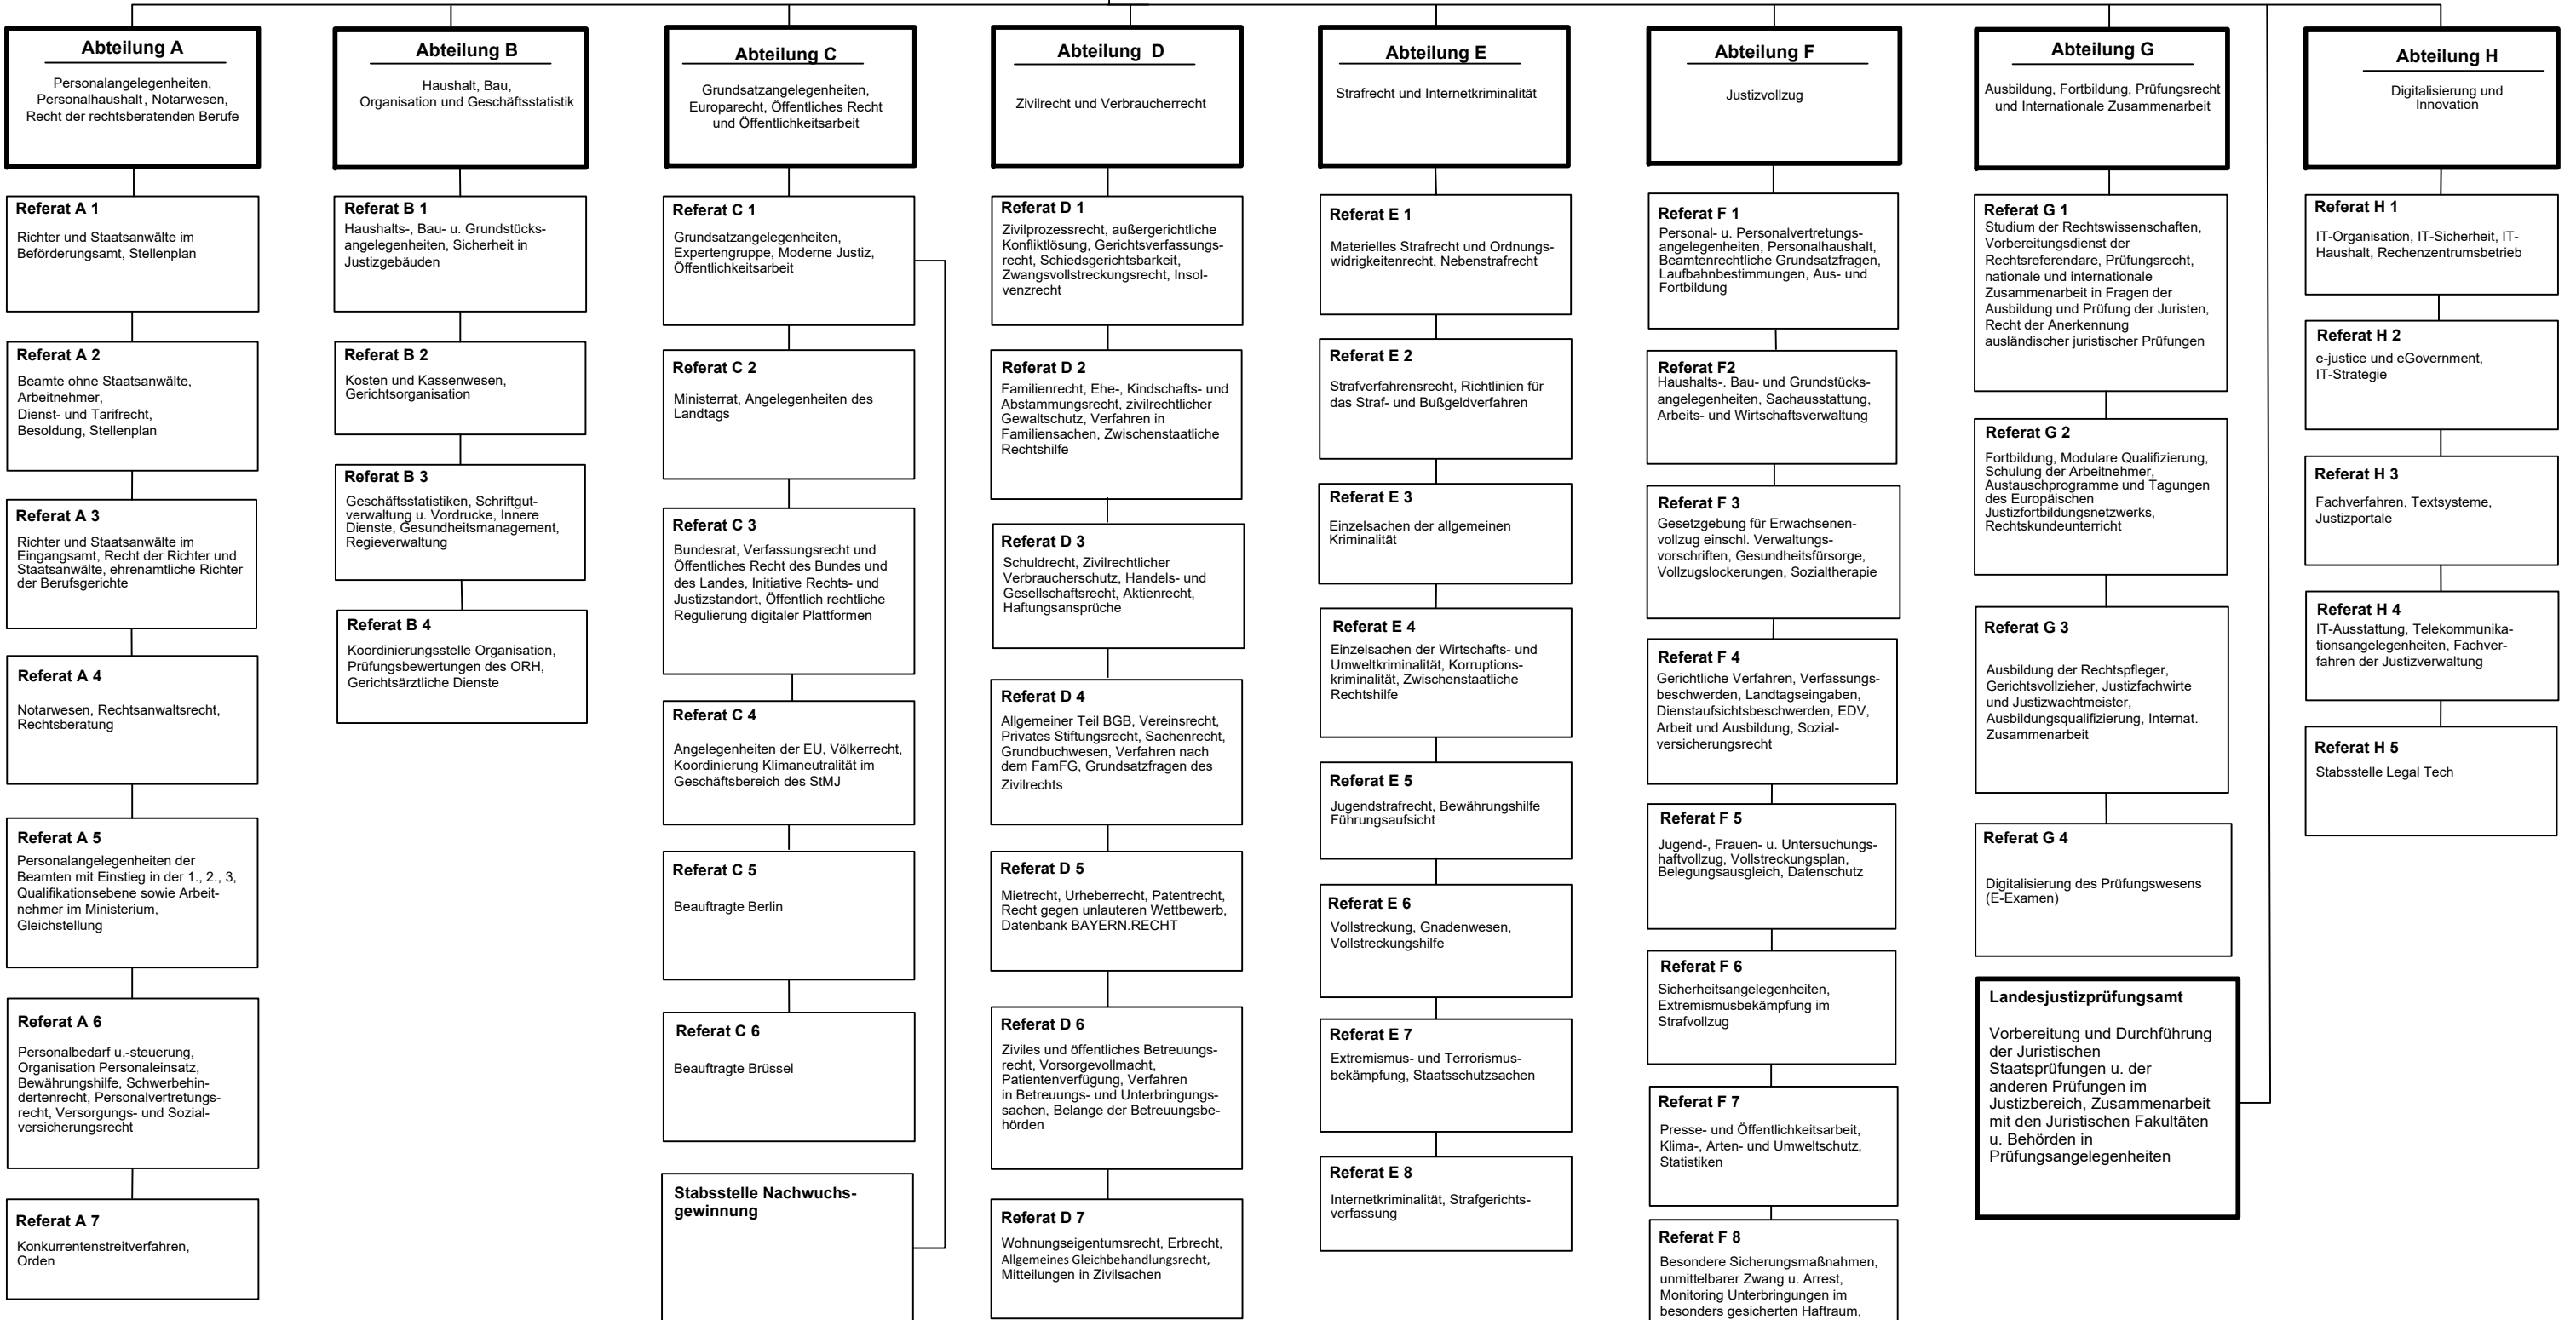 Abteilung A
Personalangelegenheiten,
Personalhaushalt, Notarwesen,
Recht der rechtsberatenden Berufe
Referat A 1
Richter und Staatsanwälte im
Beförderungsamt, Stellenplan
Referat A 2
Beamte ohne Staatsanwälte,
Arbeitnehmer,
Dienst- und Tarifrecht,
Besoldung, Stellenplan
Referat A 3
Richter und Staatsanwälte im
Eingangsamt, Recht der Richter und
Staatsanwälte, ehrenamtliche Richter
der Berufsgerichte
Referat A 4
Notarwesen, Rechtsanwaltsrecht,
Rechtsberatung
Referat A 5
Personalangelegenheiten der
Beamten mit Einstieg in der 1., 2., 3,
Qualifikationsebene sowie Arbeit-
nehmer im Ministerium,
Gleichstellung
Referat A 6
Personalbedarf u.-steuerung,
Organisation Personaleinsatz,
Bewährungshilfe, Schwerbehin-
dertenrecht, Personalvertretungs-
recht, Versorgungs- und Sozial-
versicherungsrecht
Referat A 7
Konkurrentenstreitverfahren,
Orden
Abteilung B
Haushalt, Bau,
Organisation und Geschäftsstatistik
Referat B 1
Haushalts-, Bau- u. Grundstücks-
angelegenheiten, Sicherheit in
Justizgebäuden
Referat B 2
Kosten und Kassenwesen,
Gerichtsorganisation
Referat B 3
Geschäftsstatistiken, Schriftgut-
verwaltung u. Vordrucke, Innere
Dienste, Gesundheitsmanagement,
Regieverwaltung
Referat B 4
Koordinierungsstelle Organisation,
Prüfungsbewertungen des ORH,
Gerichtsärztliche Dienste
Abteilung C
Grundsatzangelegenheiten,
Europarecht, Öffentliches Recht
und Öffentlichkeitsarbeit
Referat C 1
Grundsatzangelegenheiten,
Expertengruppe, Moderne Justiz,
Öffentlichkeitsarbeit
Referat C 2
Ministerrat, Angelegenheiten des
Landtags
Referat C 3
Bundesrat, Verfassungsrecht und
Öffentliches Recht des Bundes und
des Landes, Initiative Rechts- und
Justizstandort, Öffentlich rechtliche
Regulierung digitaler Plattformen
Referat C 4
Angelegenheiten der EU, Völkerrecht,
Koordinierung Klimaneutralität im
Geschäftsbereich des StMJ
Referat C 5
Beauftragte Berlin
Referat C 6
Beauftragte Brüssel
Stabsstelle Nachwuchs-
gewinnung
Abteilung D
Zivilrecht und Verbraucherrecht
Referat D 1
Zivilprozessrecht, außergerichtliche
Konfliktlösung, Gerichtsverfassungs-
recht, Schiedsgerichtsbarkeit,
Zwangsvollstreckungsrecht, Insol-
venzrecht
Referat D 2
Familienrecht, Ehe-, Kindschafts- und
Abstammungsrecht, zivilrechtlicher
Gewaltschutz, Verfahren in
Familiensachen, Zwischenstaatliche
Rechtshilfe
Referat D 3
Schuldrecht, Zivilrechtlicher
Verbraucherschutz, Handels- und
Gesellschaftsrecht, Aktienrecht,
Haftungsansprüche
Referat D 4
Allgemeiner Teil BGB, Vereinsrecht,
Privates Stiftungsrecht, Sachenrecht,
Grundbuchwesen, Verfahren nach
dem FamFG, Grundsatzfragen des
Zivilrechts
Referat D 5
Mietrecht, Urheberrecht, Patentrecht,
Recht gegen unlauteren Wettbewerb,
Datenbank BAYERN.RECHT
Referat D 6
Ziviles und öffentliches Betreuungs-
recht, Vorsorgevollmacht,
Patientenverfügung, Verfahren
in Betreuungs- und Unterbringungs-
sachen, Belange der Betreuungsbe-
hörden
Referat D 7
Wohnungseigentumsrecht, Erbrecht,
Allgemeines Gleichbehandlungsrecht,
Mitteilungen in Zivilsachen
Abteilung E
Strafrecht und Internetkriminalität
Referat E 1
Materielles Strafrecht und Ordnungs-
widrigkeitenrecht, Nebenstrafrecht
Referat E 2
Strafverfahrensrecht, Richtlinien für
das Straf- und Bußgeldverfahren
Referat E 3
Einzelsachen der allgemeinen
Kriminalität
Referat E 4
Einzelsachen der Wirtschafts- und
Umweltkriminalität, Korruptions-
kriminalität, Zwischenstaatliche
Rechtshilfe
Referat E 5
Jugendstrafrecht, Bewährungshilfe
Führungsaufsicht
Referat E 6
Vollstreckung, Gnadenwesen,
Vollstreckungshilfe
Referat E 7
Extremismus- und Terrorismus-
bekämpfung, Staatsschutzsachen
Referat E 8
Internetkriminalität, Strafgerichts-
verfassung
Abteilung F
Justizvollzug
Referat F 1
Personal- u. Personalvertretungs-
angelegenheiten, Personalhaushalt,
Beamtenrechtliche Grundsatzfragen,
Laufbahnbestimmungen, Aus- und
Fortbildung
Referat F2
Haushalts-. Bau- und Grundstücks-
angelegenheiten, Sachausstattung,
Arbeits- und Wirtschaftsverwaltung
Referat F 3
Gesetzgebung für Erwachsenen-
vollzug einschl. Verwaltungs-
vorschriften, Gesundheitsfürsorge,
Vollzugslockerungen, Sozialtherapie
Referat F 4
Gerichtliche Verfahren, Verfassungs-
beschwerden, Landtagseingaben,
Dienstaufsichtsbeschwerden, EDV,
Arbeit und Ausbildung, Sozial-
versicherungsrecht
Referat F 5
Jugend-, Frauen- u. Untersuchungs-
haftvollzug, Vollstreckungsplan,
Belegungsausgleich, Datenschutz
Referat F 6
Sicherheitsangelegenheiten,
Extremismusbekämpfung im
Strafvollzug
Referat F 7
Presse- und Öffentlichkeitsarbeit,
Klima-, Arten- und Umweltschutz,
Statistiken
Referat F 8
Besondere Sicherungsmaßnahmen,
unmittelbarer Zwang u. Arrest,
Monitoring Unterbringungen im
besonders gesicherten Haftraum,
Abteilung G
Ausbildung, Fortbildung, Prüfungsrecht
und Internationale Zusammenarbeit
Referat G 1
Studium der Rechtswissenschaften,
Vorbereitungsdienst der
Rechtsreferendare, Prüfungsrecht,
nationale und internationale
Zusammenarbeit in Fragen der
Ausbildung und Prüfung der Juristen,
Recht der Anerkennung
ausländischer juristischer Prüfungen
Referat G 2
Fortbildung, Modulare Qualifizierung,
Schulung der Arbeitnehmer,
Austauschprogramme und Tagungen
des Europäischen
Justizfortbildungsnetzwerks,
Rechtskundeunterricht
Referat G 3
Ausbildung der Rechtspfleger,
Gerichtsvollzieher, Justizfachwirte
und Justizwachtmeister,
Ausbildungsqualifizierung, Internat.
Zusammenarbeit
Referat G 4
Digitalisierung des Prüfungswesens
(E-Examen)
Landesjustizprüfungsamt
Vorbereitung und Durchführung
der Juristischen
Staatsprüfungen u. der
anderen Prüfungen im
Justizbereich, Zusammenarbeit
mit den Juristischen Fakultäten
u. Behörden in
Prüfungsangelegenheiten
Abteilung H
Digitalisierung und
Innovation
Referat H 1
IT-Organisation, IT-Sicherheit, IT-
Haushalt, Rechenzentrumsbetrieb
Referat H 2
e-justice und eGovernment,
IT-Strategie
Referat H 3
Fachverfahren, Textsysteme,
Justizportale
Referat H 4
IT-Ausstattung, Telekommunika-
tionsangelegenheiten, Fachver-
fahren der Justizverwaltung
Referat H 5
Stabsstelle Legal Tech